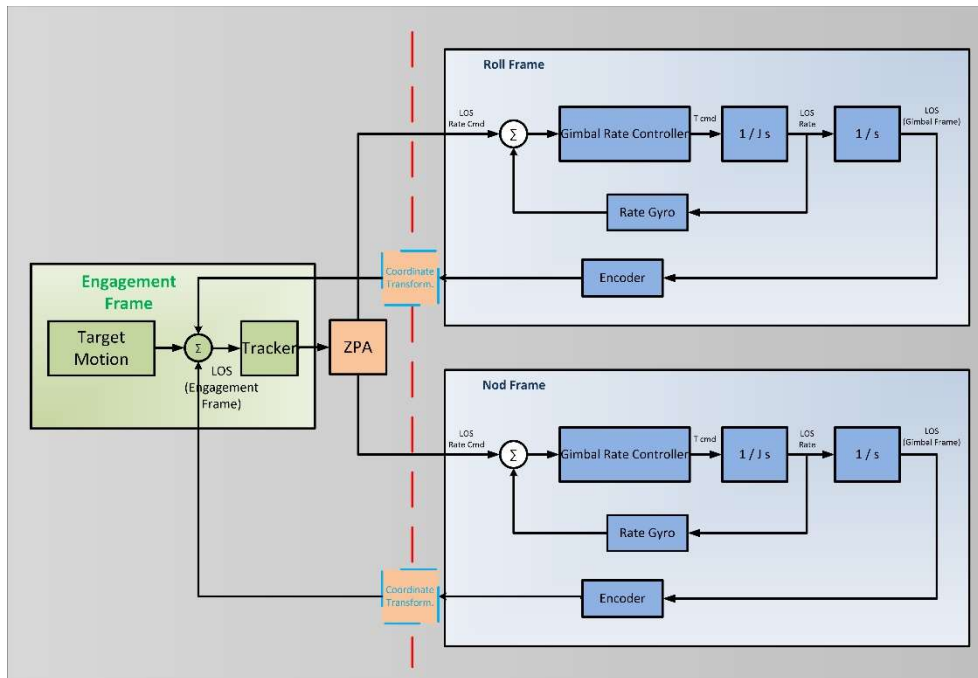 Roll Frame
LOS
Rate Cmd
Σ
Gimbal Rate Controller
T cmd
1 / J s
LOS
Rate
1 / s
LOS
(Gimbal Frame)
Rate Gyro
Encoder
Coordinate
Transform.
Engagement
Frame
Target
Motion
Σ
Tracker
ZPA
LOS
(Engagement
Frame)
Nod Frame
LOS
Rate Cmd
Σ
Gimbal Rate Controller
T cmd
1 / J s
LOS
Rate
1 / s
LOS
(Gimbal Frame)
Rate Gyro
Encoder
Coordinate
Transform.